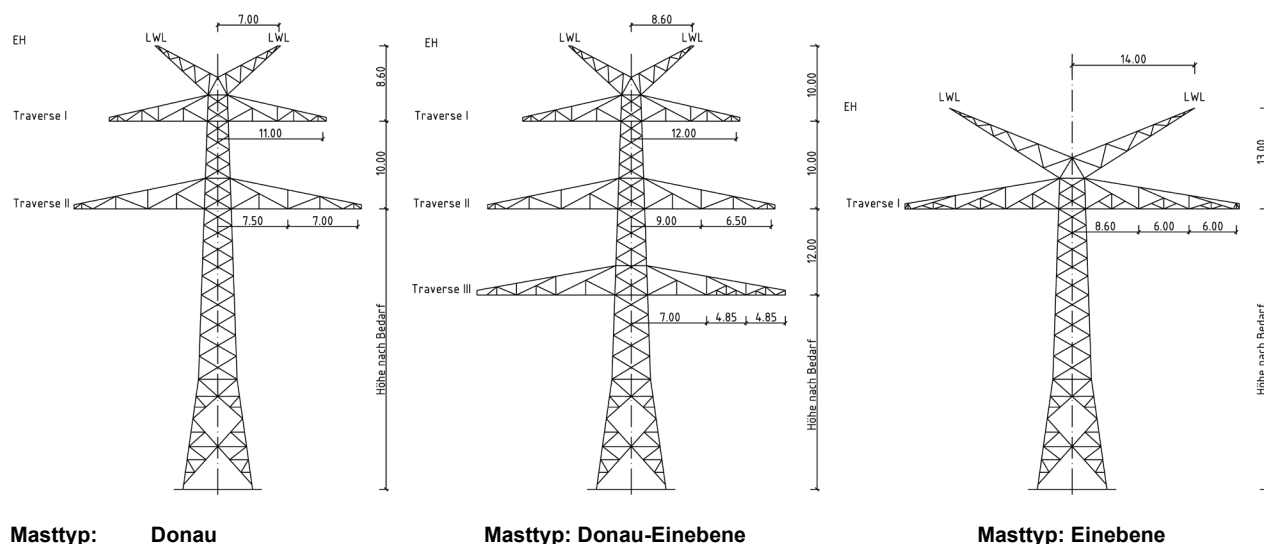 7.00
EH
LWL
LWL
8.60
Traverse I
11.00
10.00
Traverse II
7.50
7.00
Höhe nach Bedarf
Masttyp: Donau
8.60
EH
LWL
LWL
10.00
Traverse I
12.00
10.00
Traverse II
9.00
6.50
12.00
Traverse III
7.00
4.85
4.85
Höhe nach Bedarf
Masttyp: Donau-Einebene
14.00
EH
LWL
LWL
13.00
Traverse I
8.60
6.00
6.00
Höhe nach Bedarf
Masttyp: Einebene